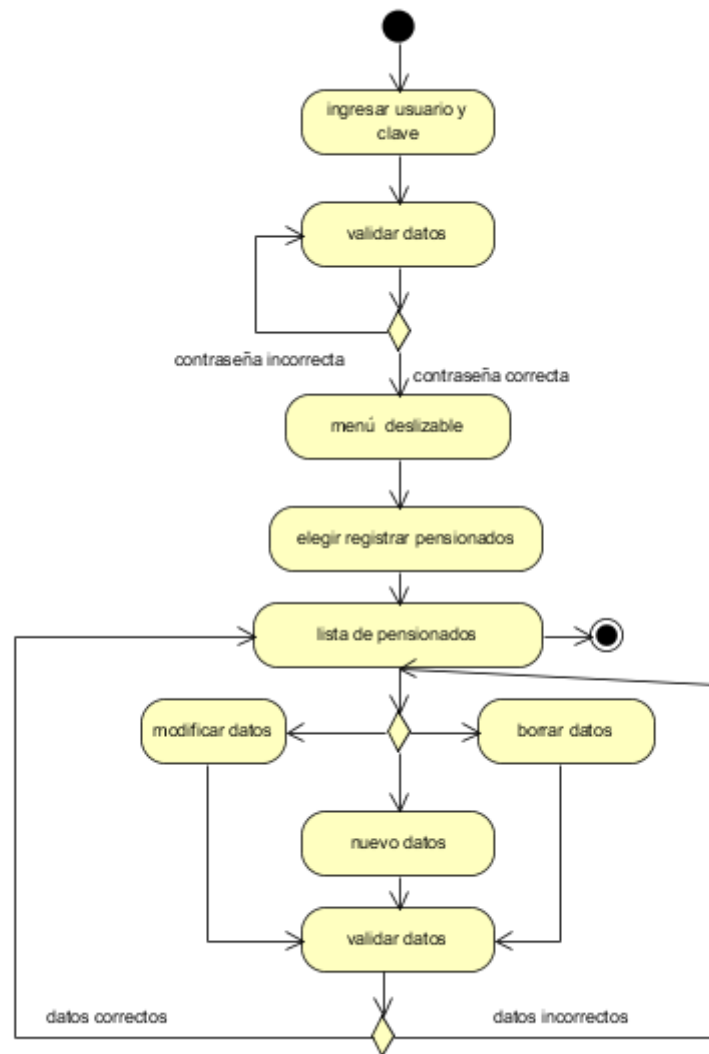 ingresar usuario y
clave
validar datos
contraseña incorrecta
contraseña correcta
menú deslizable
elegir registrar pensionados
lista de pensionados
modificar datos
borrar datos
nuevo datos
validar datos
datos correctos
datos incorrectos